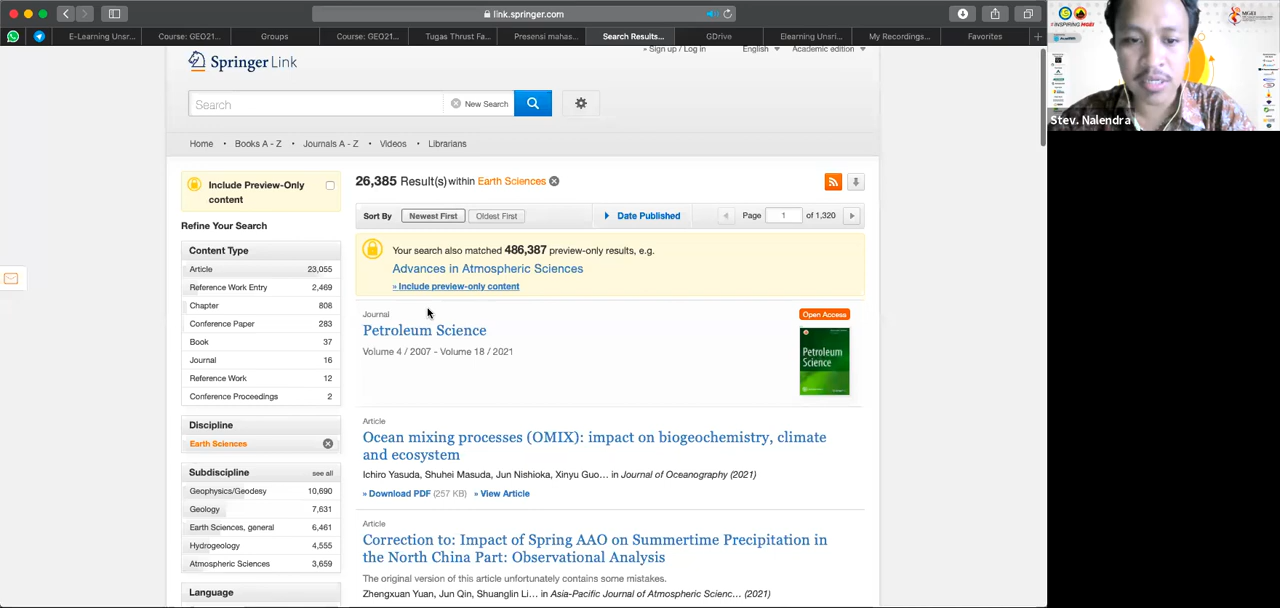 link.springer.com
E-Learning Unsr...
Course: GEO21...
Groups
Course: GEO21...
Tugas Thrust Fa...
Presensi mahas...
Search Results...
GDrive
Elearning Unsri...
My Recordings...
Favorites
» Sign up / Log In
English
Academic edition
Springer Link
Search
New Search
Home • Books A - Z • Journals A - Z • Videos • Librarians
Include Preview-Only
content
Refine Your Search
Content Type
Article 23,055
Reference Work Entry 2,469
Chapter 808
Conference Paper 283
Book 37
Journal 16
Reference Work 12
Conference Proceedings 2
Discipline
Earth Sciences
Subdiscipline see all
Geophysics/Geodesy 10,690
Geology 7,631
Earth Sciences, general 6,461
Hydrogeology 4,555
Atmospheric Sciences 3,659
Language
26,385 Result(s) within Earth Sciences
Sort By Newest First Oldest First Date Published Page 1 of 1,320
Your search also matched 486,387 preview-only results, e.g.
Advances in Atmospheric Sciences
» Include preview-only content
Journal
Petroleum Science
Volume 4 / 2007 - Volume 18 / 2021
Open Access
Petroleum
Science
Article
Ocean mixing processes (OMIX): impact on biogeochemistry, climate
and ecosystem
Ichiro Yasuda, Shuhei Masuda, Jun Nishioka, Xinyu Guo... in Journal of Oceanography (2021)
» Download PDF (257 KB) » View Article
Article
Correction to: Impact of Spring AAO on Summertime Precipitation in
the North China Part: Observational Analysis
The original version of this article unfortunately contains some mistakes.
Zhengxuan Yuan, Jun Qin, Shuanglin Li... in Asia-Pacific Journal of Atmospheric Scienc... (2021)
Stev. Nalendra